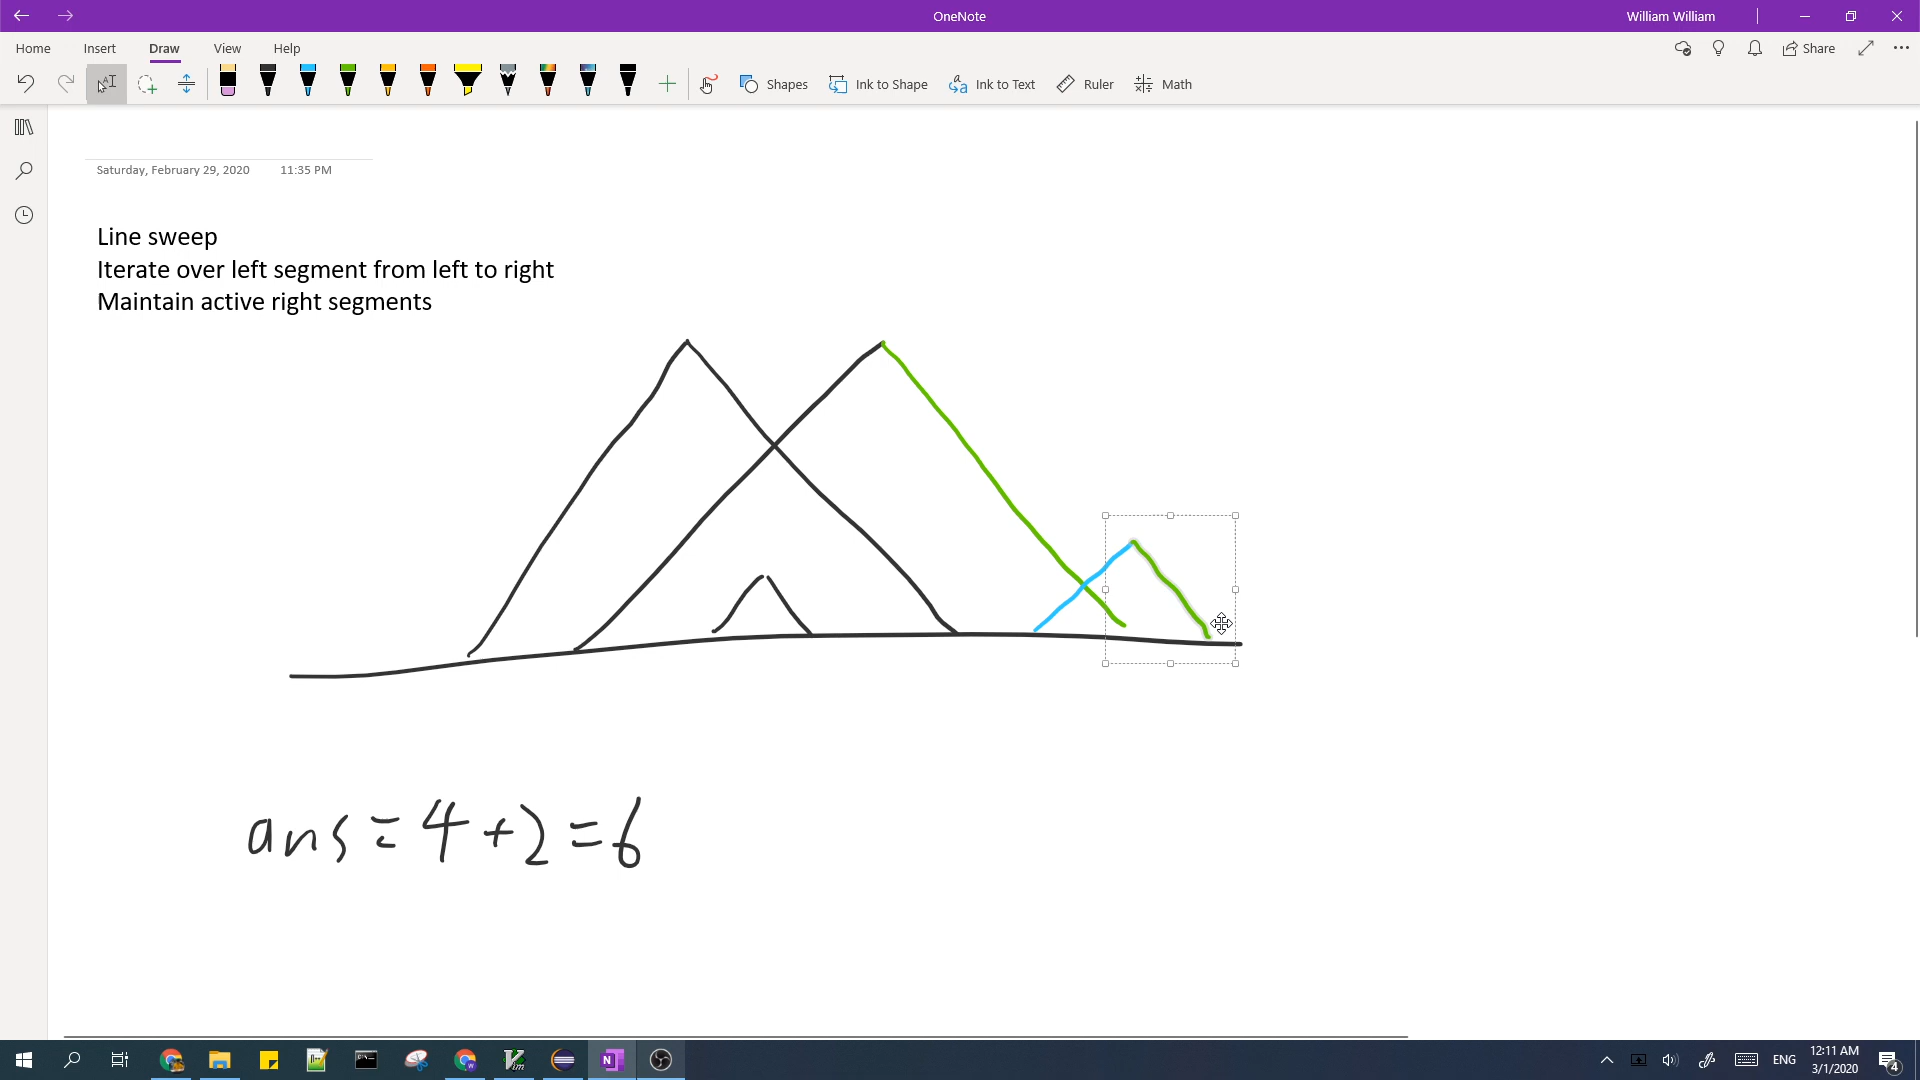 OneNote
William William
Home Insert Draw View Help
Share
Shapes Ink to Shape Ink to Text Ruler Math
Saturday, February 29, 2020 11:35 PM
Line sweep
Iterate over left segment from left to right
Maintain active right segments
ans = 4 + 2 = 6
ENG
12:11 AM
3/1/2020
4